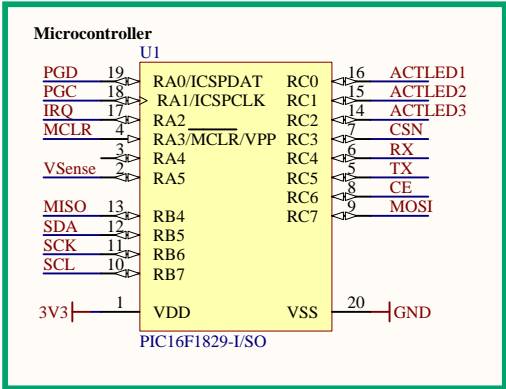 Microcontroller
U1
PGD 19 RA0/ICSPDAT RC0 16 ACTLED1
PGC 18 RA1/ICSPCLK RC1 15 ACTLED2
IRQ 17 RA2 RC2 14 ACTLED3
MCLR 4 RA3/MCLR/VPP RC3 7 CSN
3 RA4 RC4 6 RX
VSense 2 RA5 RC5 5 TX
RC6 8 CE
MISO 13 RB4 RC7 9 MOSI
SDA 12 RB5
SCK 11 RB6
SCL 10 RB7
3V3 1 VDD VSS 20 GND
PIC16F1829-I/SO